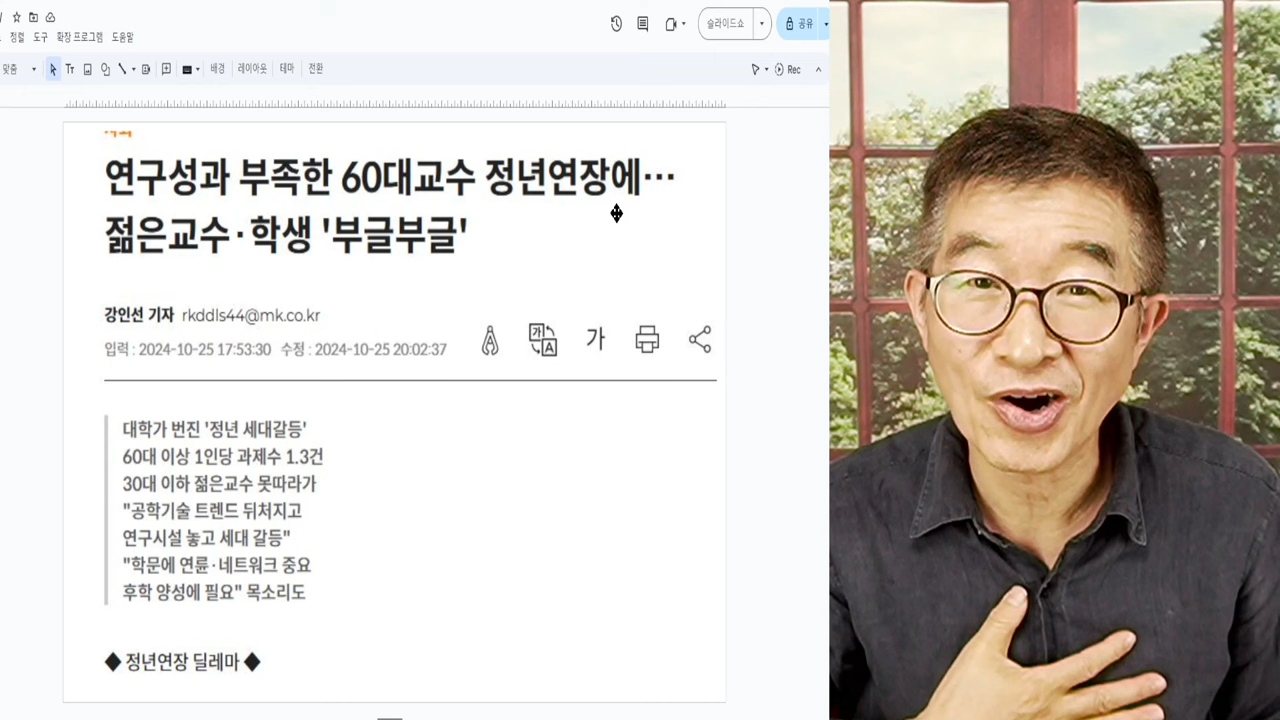 정렬 도구 확장 프로그램 도움말
슬라이드쇼
공유
맞춤
Tт
배경 레이아웃 테마 전환
Rec
연구성과 부족한 60대교수 정년연장에…
젊은교수·학생 '부글부글'
강인선 기자 rkddls44@mk.co.kr
입력 : 2024-10-25 17:53:30 수정 : 2024-10-25 20:02:37
가
A
가
대학가 번진 '정년 세대갈등'
60대 이상 1인당 과제수 1.3건
30대 이하 젊은교수 못따라가
"공학기술 트렌드 뒤처지고
연구시설 놓고 세대 갈등"
"학문에 연륜·네트워크 중요
후학 양성에 필요" 목소리도
◆ 정년연장 딜레마 ◆